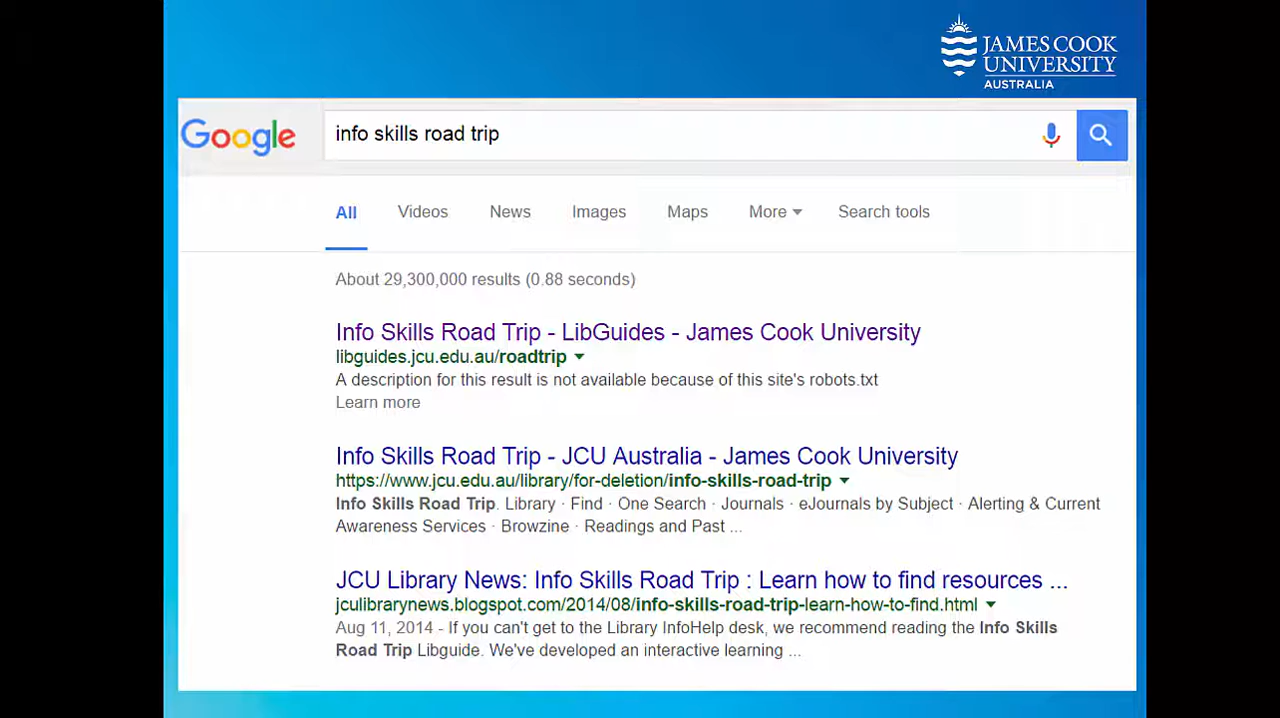 JAMES COOK
UNIVERSITY
AUSTRALIA
Google
info skills road trip
All Videos News Images Maps More Search tools
About 29,300,000 results (0.88 seconds)
Info Skills Road Trip - LibGuides - James Cook University
libguides.jcu.edu.au/roadtrip
A description for this result is not available because of this site's robots.txt
Learn more
Info Skills Road Trip - JCU Australia - James Cook University
https://www.jcu.edu.au/library/for-deletion/info-skills-road-trip
Info Skills Road Trip. Library · Find · One Search · Journals · eJournals by Subject · Alerting & Current
Awareness Services · Browzine · Readings and Past ...
JCU Library News: Info Skills Road Trip : Learn how to find resources ...
jculibrarynews.blogspot.com/2014/08/info-skills-road-trip-learn-how-to-find.html
Aug 11, 2014 - If you can't get to the Library InfoHelp desk, we recommend reading the Info Skills
Road Trip Libguide. We've developed an interactive learning ...